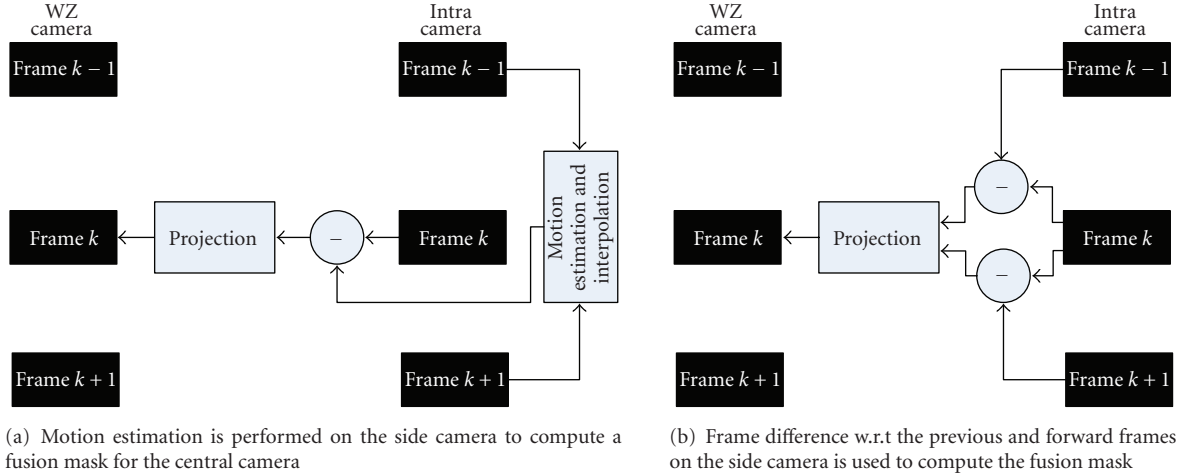 WZ
camera
Intra
camera
Frame k − 1
Frame k − 1
Motion
estimation and
interpolation
Frame k
Projection
−
Frame k
Frame k + 1
Frame k + 1
(a) Motion estimation is performed on the side camera to compute a
fusion mask for the central camera
WZ
camera
Intra
camera
Frame k − 1
Frame k − 1
−
Frame k
Projection
Frame k
−
Frame k + 1
Frame k + 1
(b) Frame difference w.r.t the previous and forward frames
on the side camera is used to compute the fusion mask